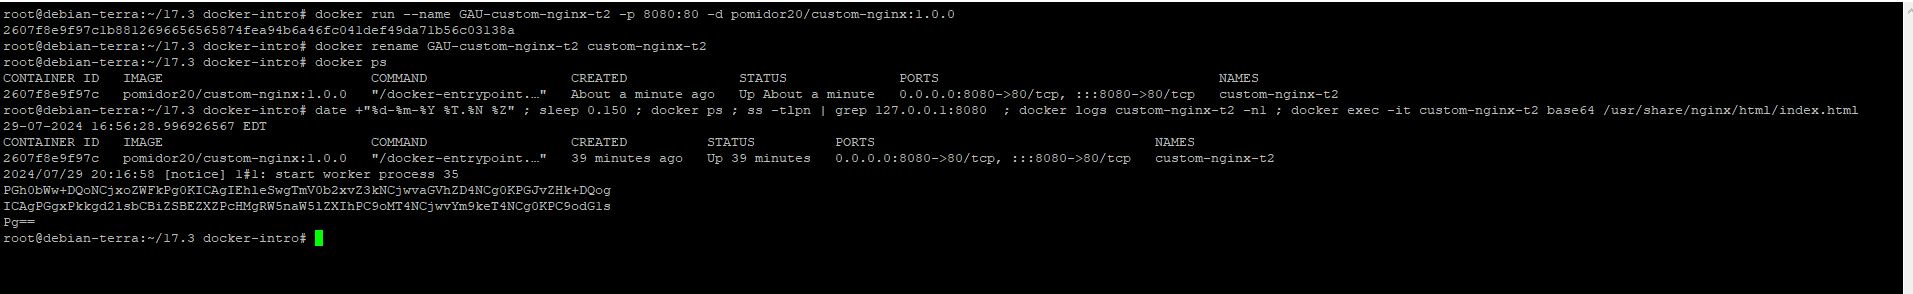 root@debian-terra:~/17.3 docker-intro# docker run --name GAU-custom-nginx-t2 -p 8080:80 -d pomidor20/custom-nginx:1.0.0
2607f8e9f97c1b8812696656565874fea94b6a46fc041def49da71b56c03138a
root@debian-terra:~/17.3 docker-intro# docker rename GAU-custom-nginx-t2 custom-nginx-t2
root@debian-terra:~/17.3 docker-intro# docker ps
CONTAINER ID   IMAGE                          COMMAND                  CREATED              STATUS              PORTS                                   NAMES
2607f8e9f97c   pomidor20/custom-nginx:1.0.0   "/docker-entrypoint.…"   About a minute ago   Up About a minute   0.0.0.0:8080->80/tcp, :::8080->80/tcp   custom-nginx-t2
root@debian-terra:~/17.3 docker-intro# date +"%d-%m-%Y %T.%N %Z" ; sleep 0.150 ; docker ps ; ss -tlpn | grep 127.0.0.1:8080  ; docker logs custom-nginx-t2 -n1 ; docker exec -it custom-nginx-t2 base64 /usr/share/nginx/html/index.html
29-07-2024 16:56:28.996926567 EDT
CONTAINER ID   IMAGE                          COMMAND                  CREATED          STATUS          PORTS                                   NAMES
2607f8e9f97c   pomidor20/custom-nginx:1.0.0   "/docker-entrypoint.…"   39 minutes ago   Up 39 minutes   0.0.0.0:8080->80/tcp, :::8080->80/tcp   custom-nginx-t2
2024/07/29 20:16:58 [notice] 1#1: start worker process 35
PGh0bWw+DQoNCjxoZWFkPg0KICAgIEhleSwgTmV0b2xvZ3kNCjwvaGVhZD4NCg0KPGJvZHk+DQog
ICAgPGgxPkkgd2lsbCBiZSBEZXZPcHMgRW5naW5lZXIhPC9oMT4NCjwvYm9keT4NCg0KPC9odG1s
Pg==
root@debian-terra:~/17.3 docker-intro#